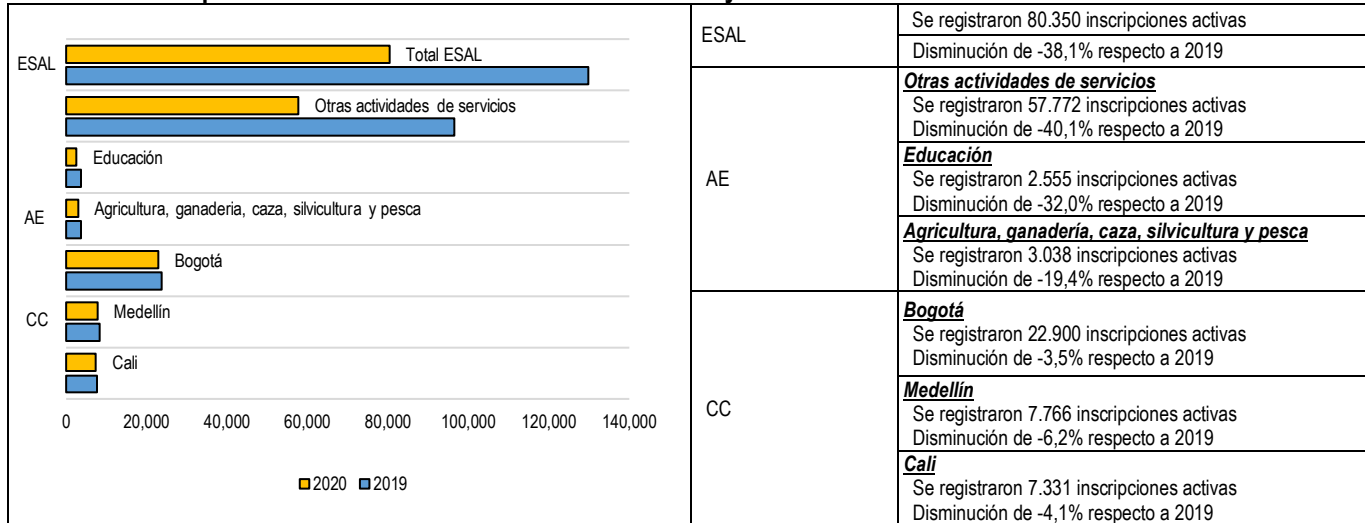 ESAL
Total ESAL
Otras actividades de servicios
Educación
AE
Agricultura, ganaderia, caza, silvicultura y pesca
Bogotá
CC
Medellín
Cali
0 20,000 40,000 60,000 80,000 100,000 120,000 140,000
2020 2019
ESAL
Se registraron 80.350 inscripciones activas
Disminución de -38,1% respecto a 2019
AE
Otras actividades de servicios
Se registraron 57.772 inscripciones activas
Disminución de -40,1% respecto a 2019
Educación
Se registraron 2.555 inscripciones activas
Disminución de -32,0% respecto a 2019
Agricultura, ganadería, caza, silvicultura y pesca
Se registraron 3.038 inscripciones activas
Disminución de -19,4% respecto a 2019
CC
Bogotá
Se registraron 22.900 inscripciones activas
Disminución de -3,5% respecto a 2019
Medellín
Se registraron 7.766 inscripciones activas
Disminución de -6,2% respecto a 2019
Cali
Se registraron 7.331 inscripciones activas
Disminución de -4,1% respecto a 2019